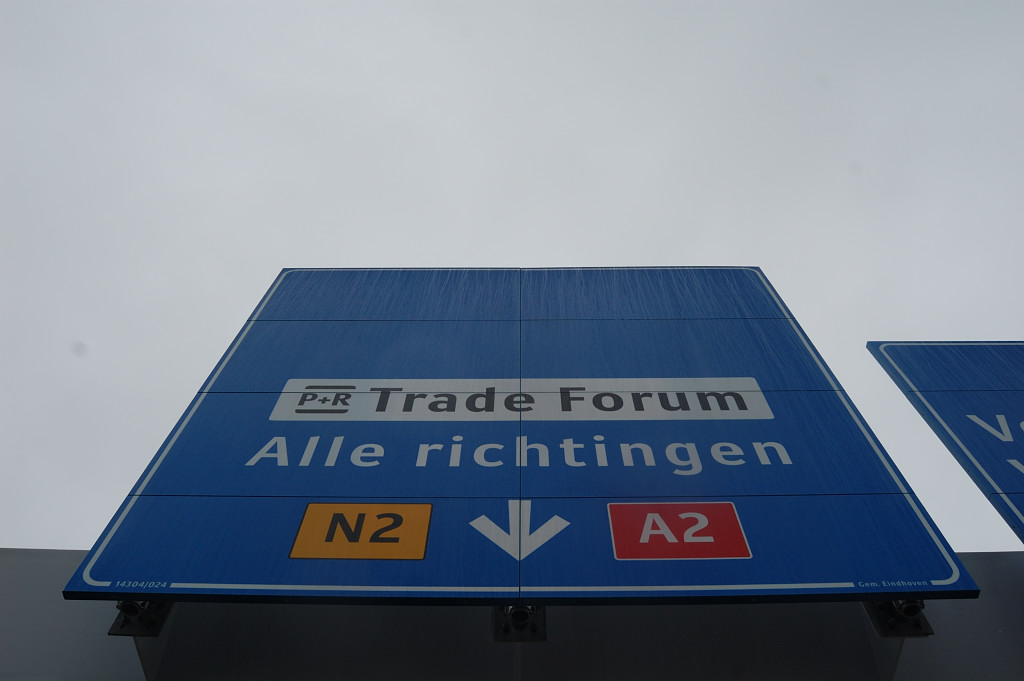 P+R Trade Forum
Alle richtingen
N2 A2
14304/024 Gem. Eindhoven